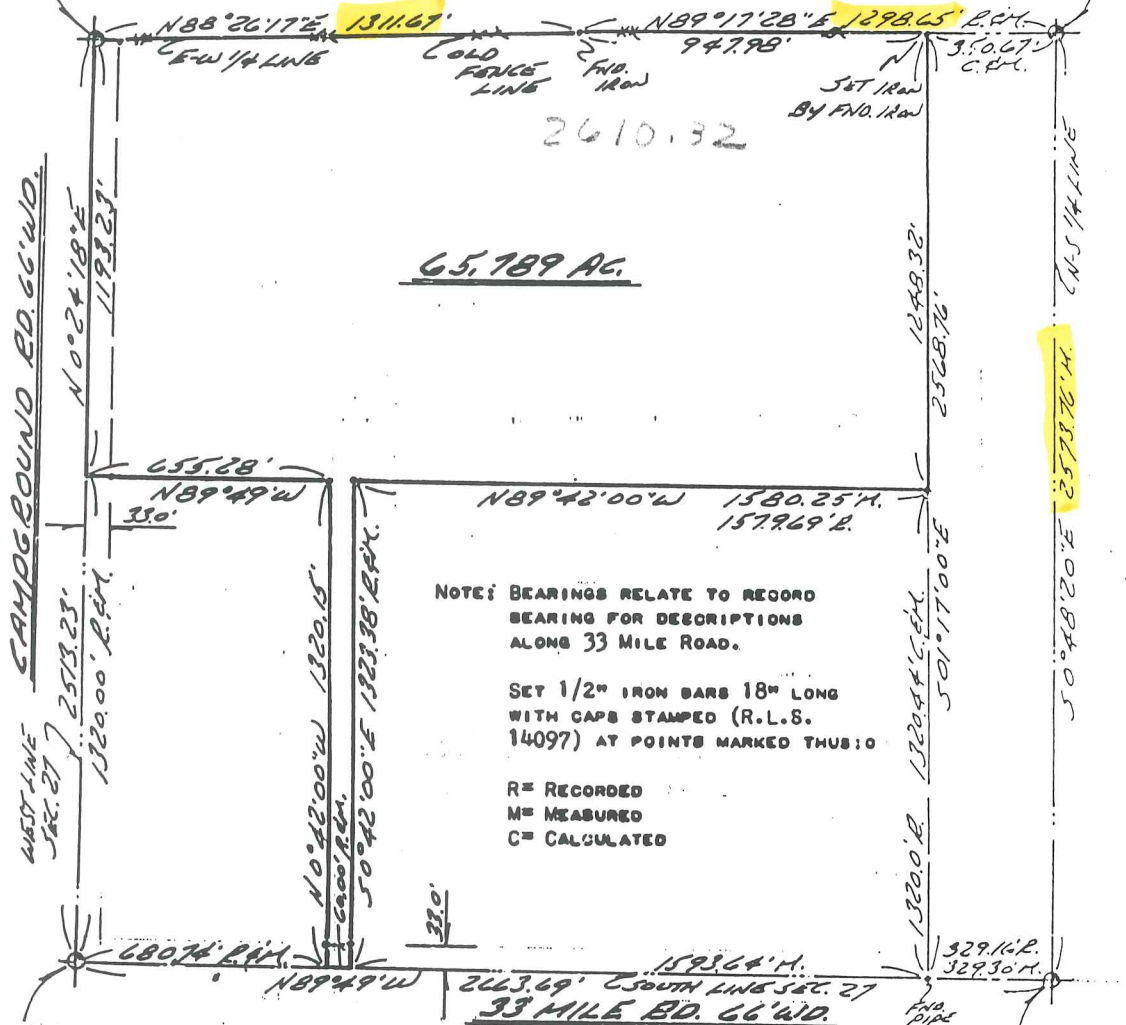 N88°26'17"E 1311.67' N89°17'28"E 1298.65' R.&M.
E-W 1/4 LINE
OLD
FENCE
LINE
FND.
IRON
947.98'
350.67'
C.&M.
SET IRON
BY FND. IRON
2610.32
CAMPGROUND RD. 66' WD.
N0°24'18"E
1193.23'
65.789 AC.
1248.32'
2568.76'
N-S 1/4 LINE
S0°48'20"E 2573.76' M.
655.28'
N89°49'W
33.0'
N89°42'00"W 1580.25' M.
1579.69' R.
WEST LINE
SEC. 27
2513.23'
1320.00' R.&M.
N0°42'00"W 1320.15'
60.00' R.&M.
S0°42'00"E 1323.38' R.&M.
NOTE: BEARINGS RELATE TO RECORD
BEARING FOR DESCRIPTIONS
ALONG 33 MILE ROAD.
SET 1/2" IRON BARS 18" LONG
WITH CAPS STAMPED (R.L.S.
14097) AT POINTS MARKED THUS:O
R= RECORDED
M= MEASURED
C= CALCULATED
S01°17'00"E
1320.44' C.&M.
1320.0' R.
33.0'
680.74' R.&M.
N89°49'W 2663.69' SOUTH LINE SEC. 27
1593.64' M.
329.16' R.
329.30' M.
FND.
PIPE
33 MILE RD. 66' WD.